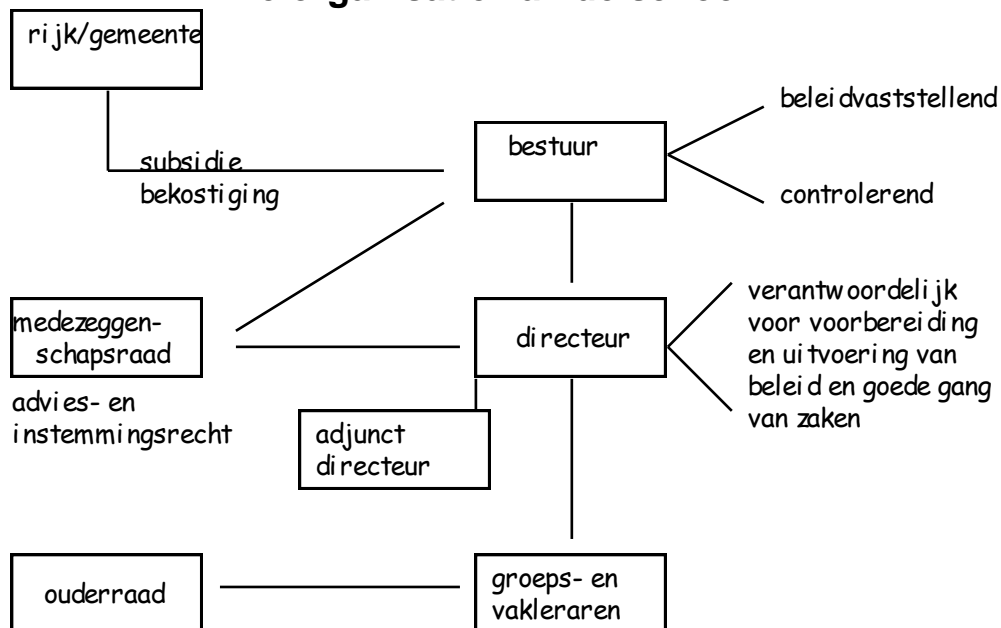 rijk/gemeente
beleidvaststellend
bestuur
subsidie
bekostiging
controlerend
medezeggen-
schapsraad
directeur
verantwoordelijk
voor voorbereiding
en uitvoering van
beleid en goede gang
van zaken
advies- en
instemmingsrecht
adjunct
directeur
ouderraad
groeps- en
vakleraren